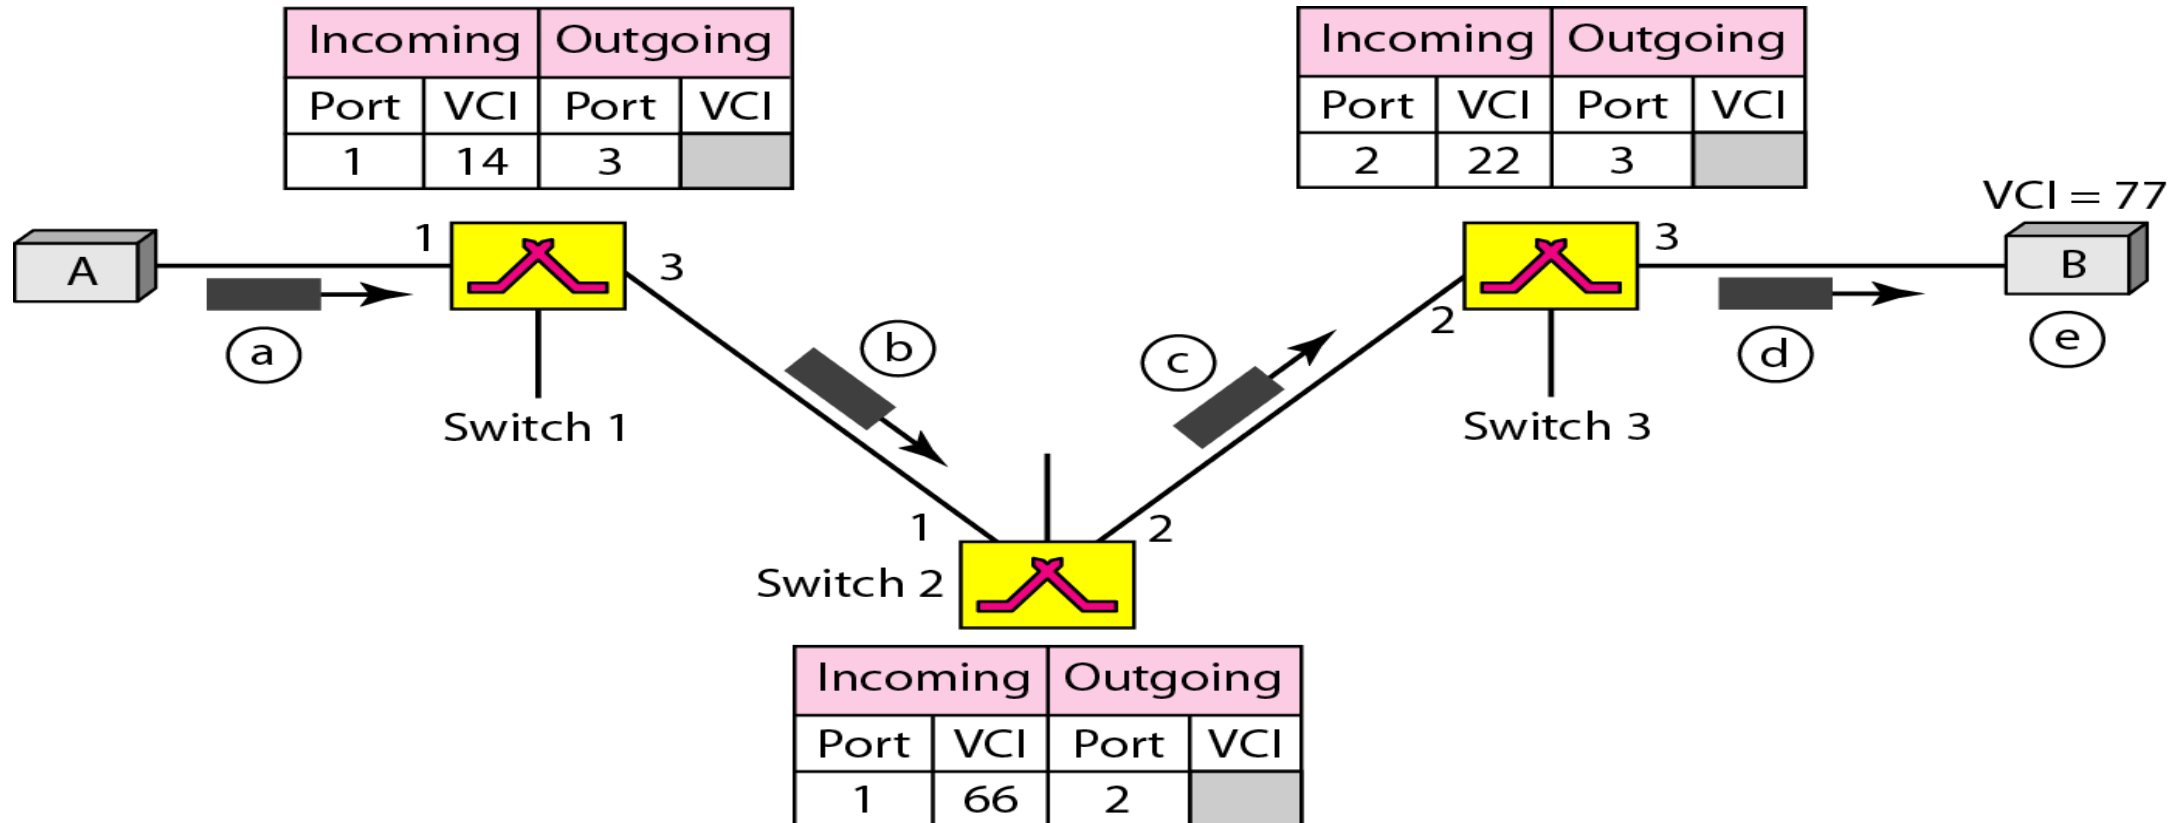 Incoming Outgoing
Port VCI Port VCI
1 14 3
Incoming Outgoing
Port VCI Port VCI
2 22 3
VCI = 77
A
1
3
2
3
B
a
b
c
d
e
Switch 1
Switch 3
1
2
Switch 2
Incoming Outgoing
Port VCI Port VCI
1 66 2